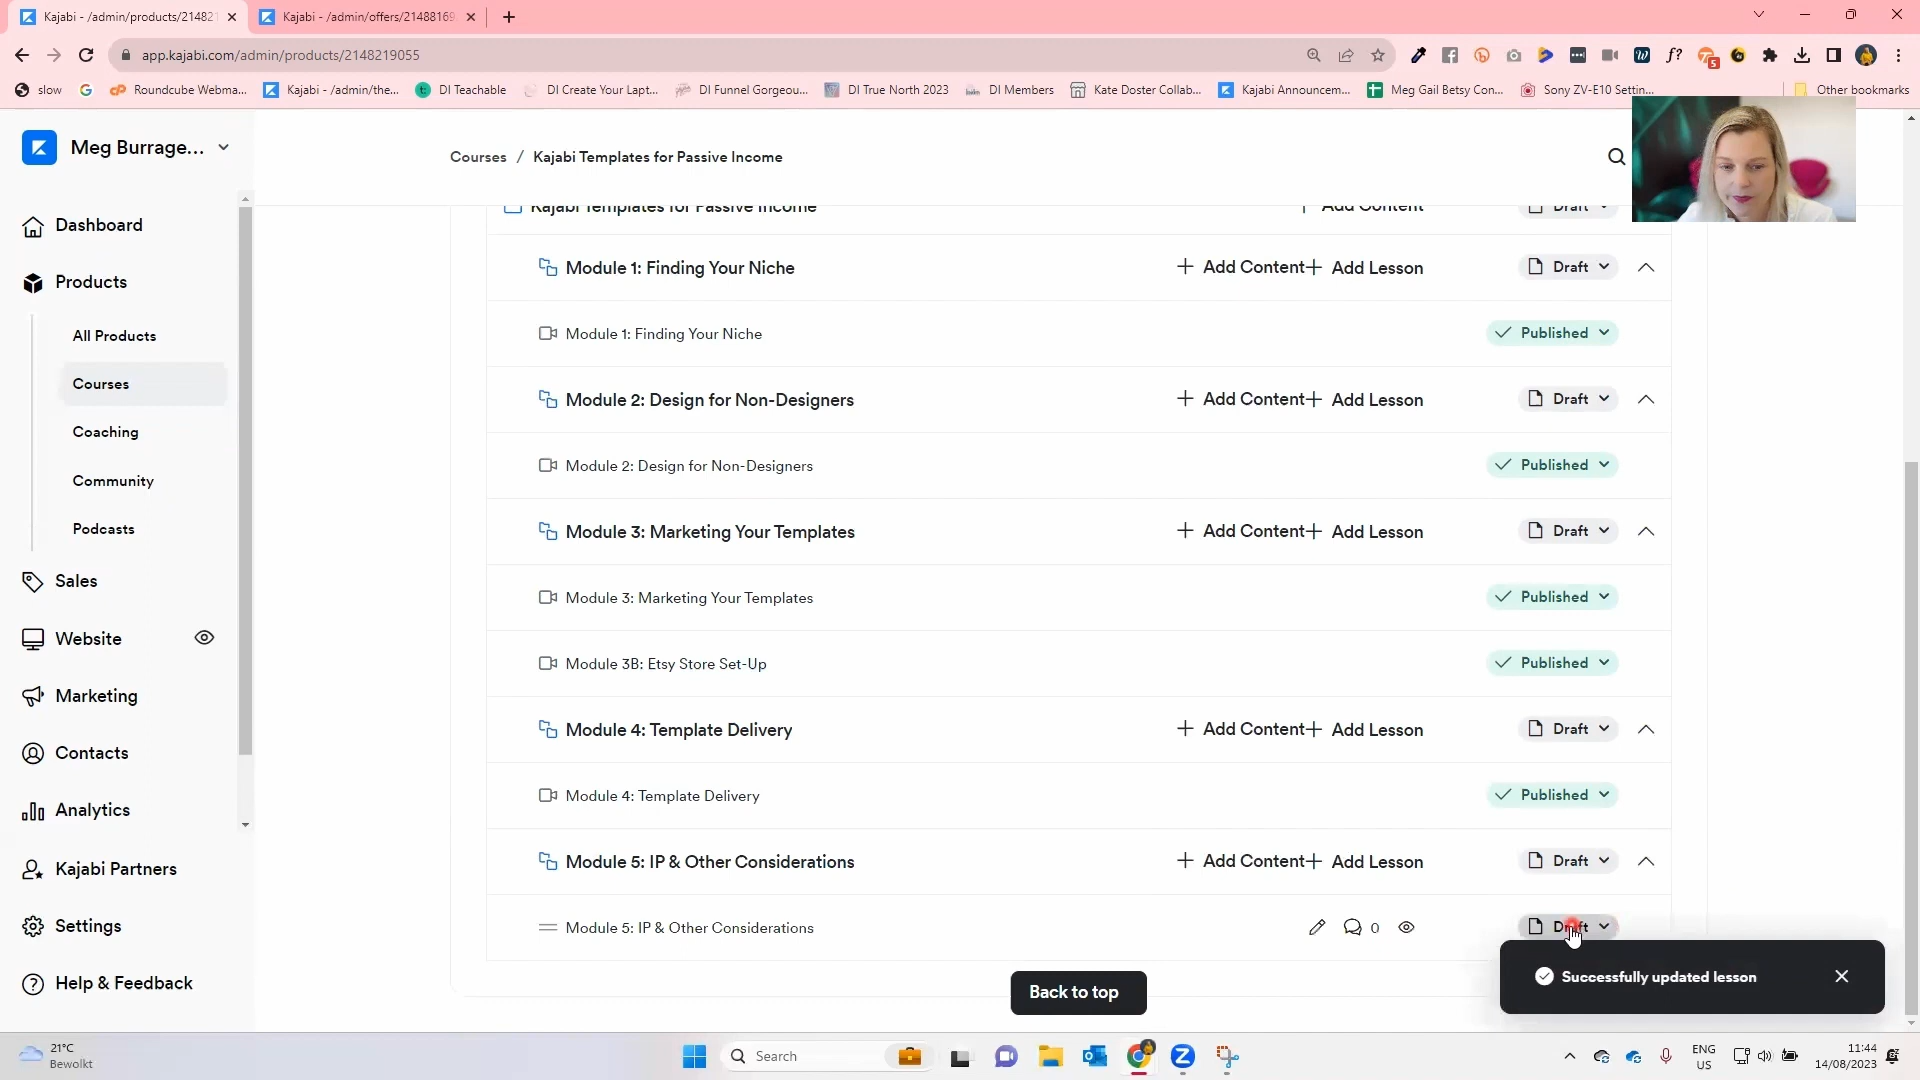 Kajabi - /admin/products/21482
Kajabi - /admin/offers/21488169
app.kajabi.com/admin/products/2148219055
slow
Roundcube Webma...
Kajabi - /admin/the...
DI Teachable
DI Create Your Lapt...
DI Funnel Gorgeou...
DI True North 2023
DI Members
Kate Doster Collab...
Kajabi Announcem...
Meg Gail Betsy Con...
Sony ZV-E10 Settin...
Other bookmarks
Meg Burrage...
Dashboard
Products
All Products
Courses
Coaching
Community
Podcasts
Sales
Website
Marketing
Contacts
Analytics
Kajabi Partners
Settings
Help & Feedback
Courses / Kajabi Templates for Passive Income
Kajabi Templates for Passive Income
Add Content
Draft
Module 1: Finding Your Niche
Add Content
Add Lesson
Draft
Module 1: Finding Your Niche
Published
Module 2: Design for Non-Designers
Add Content
Add Lesson
Draft
Module 2: Design for Non-Designers
Published
Module 3: Marketing Your Templates
Add Content
Add Lesson
Draft
Module 3: Marketing Your Templates
Published
Module 3B: Etsy Store Set-Up
Published
Module 4: Template Delivery
Add Content
Add Lesson
Draft
Module 4: Template Delivery
Published
Module 5: IP & Other Considerations
Add Content
Add Lesson
Draft
Module 5: IP & Other Considerations
0
Draft
Successfully updated lesson
Back to top
21°C
Bewolkt
Search
ENG
US
11:44
14/08/2023